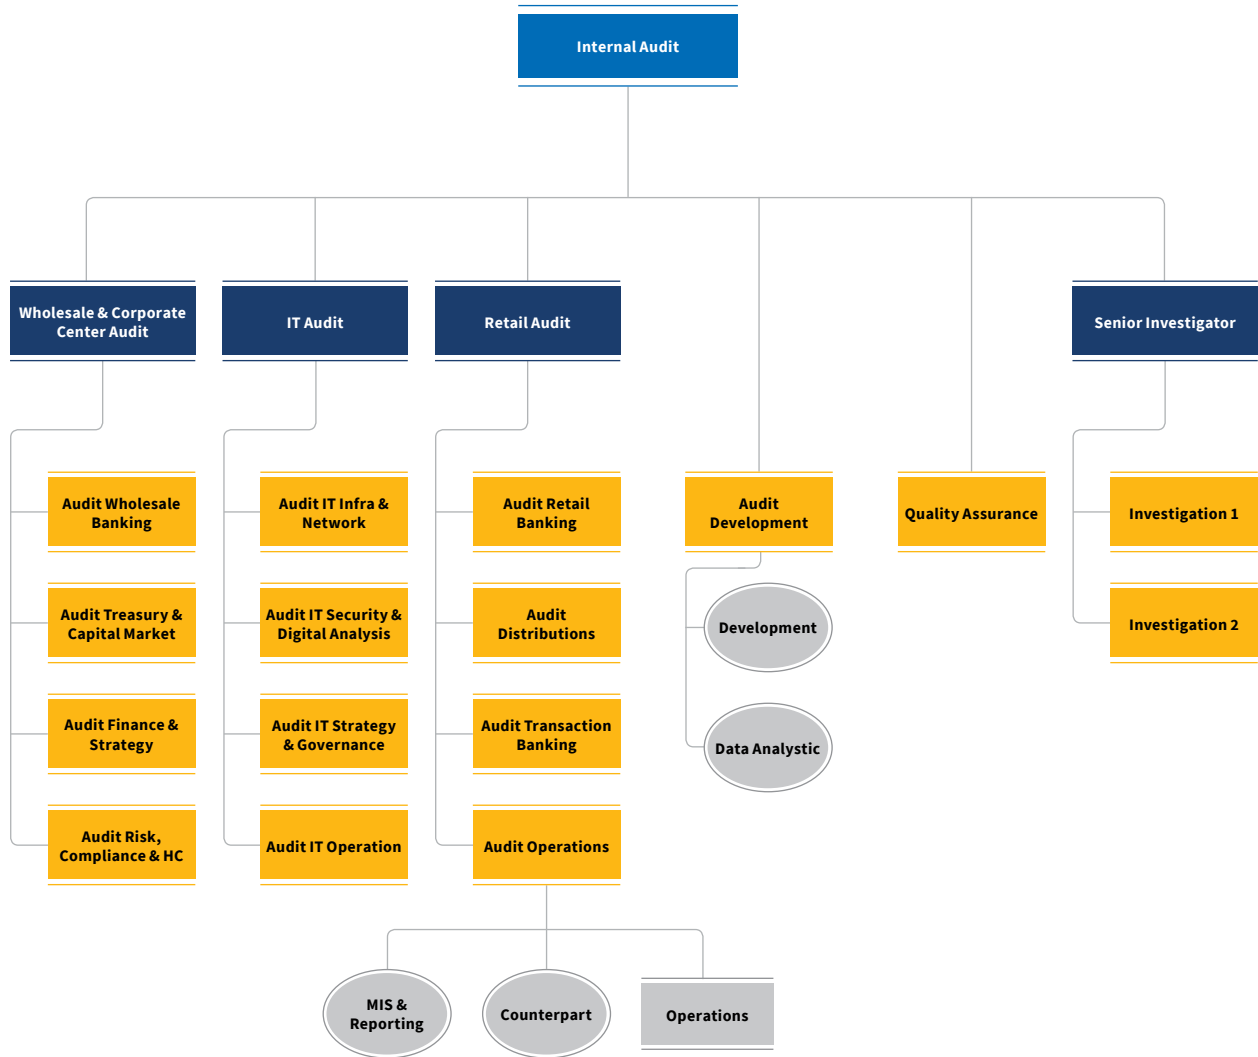 Internal Audit
Wholesale & Corporate
Center Audit
IT Audit
Retail Audit
Senior Investigator
Audit Wholesale
Banking
Audit IT Infra &
Network
Audit Retail
Banking
Audit
Development
Quality Assurance
Investigation 1
Audit Treasury &
Capital Market
Audit IT Security &
Digital Analysis
Audit
Distributions
Development
Investigation 2
Audit Finance &
Strategy
Audit IT Strategy
& Governance
Audit Transaction
Banking
Data Analystic
Audit Risk,
Compliance & HC
Audit IT Operation
Audit Operations
MIS &
Reporting
Counterpart
Operations